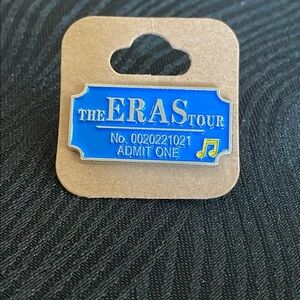 THE ERAS TOUR
No. 0020221021
ADMIT ONE